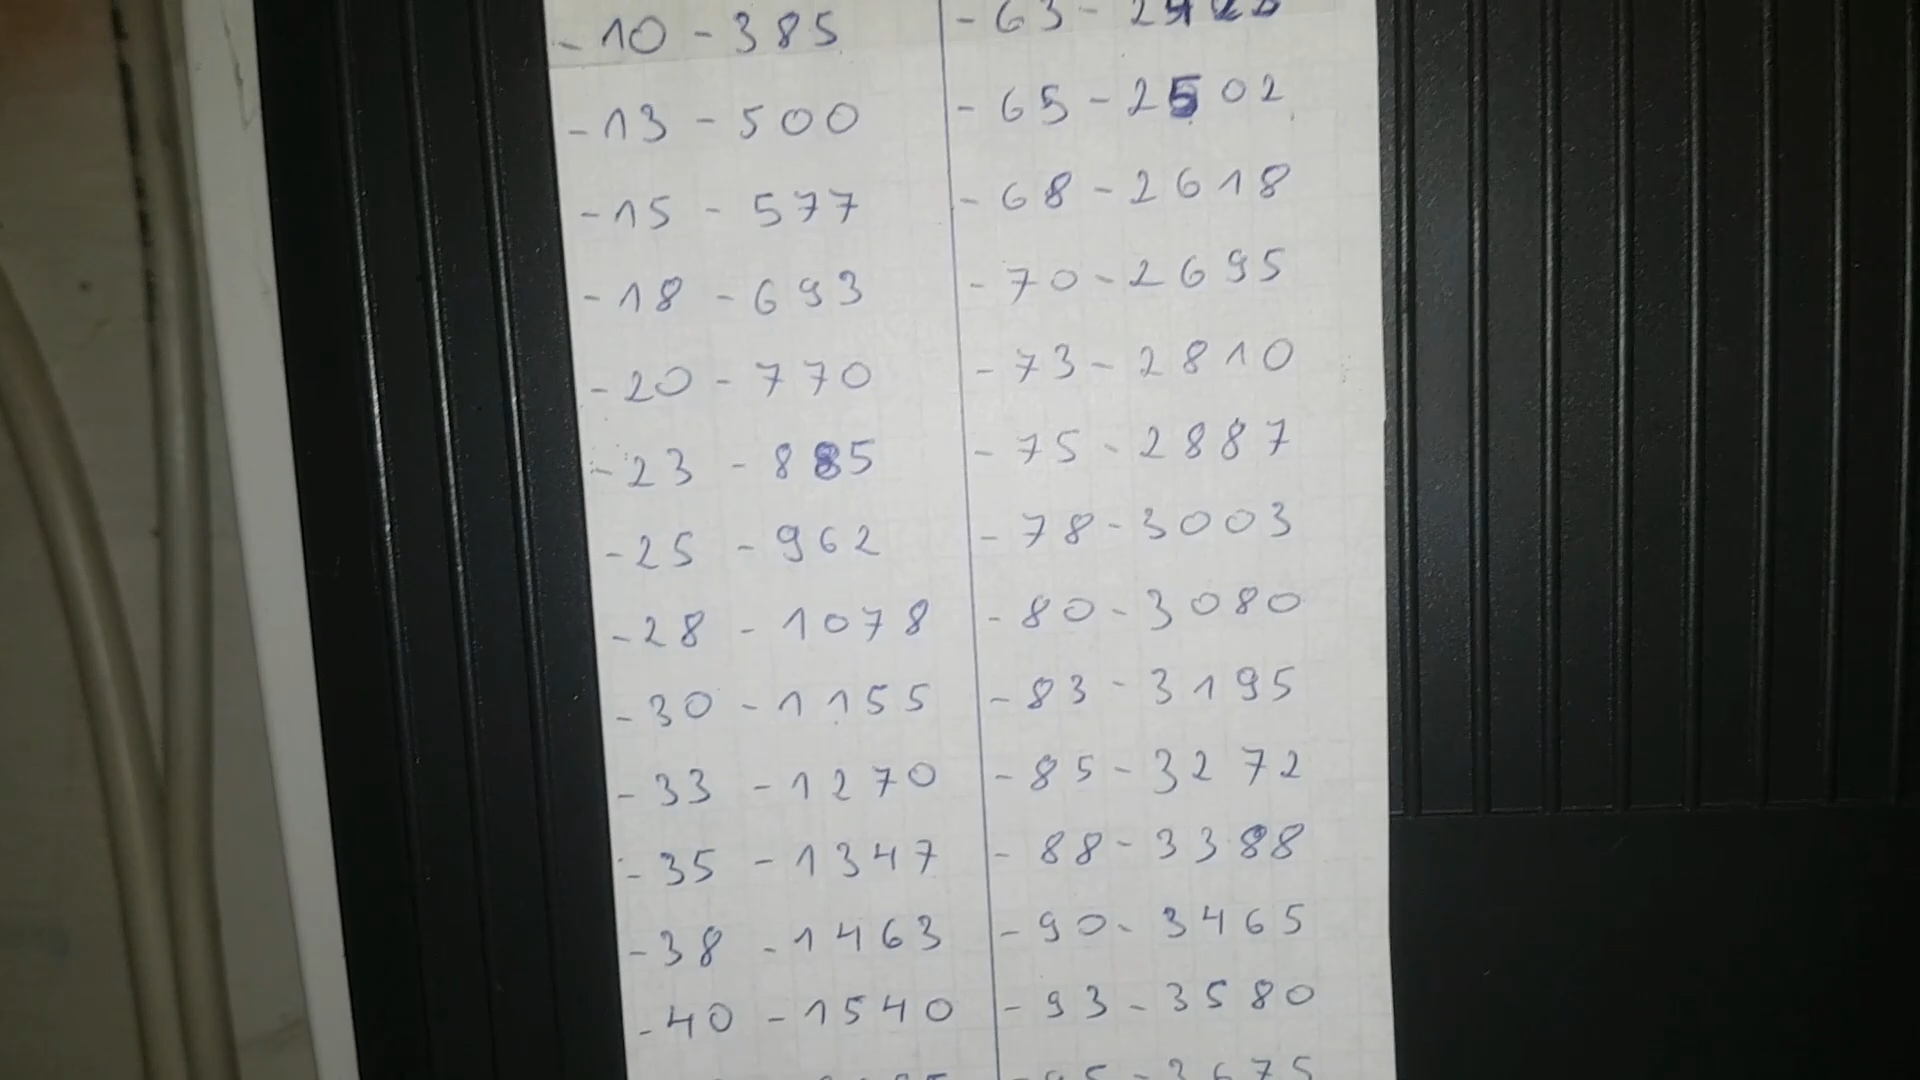 - 10 - 385
- 13 - 500
- 15 - 577
- 18 - 693
- 20 - 770
- 23 - 885
- 25 - 962
- 28 - 1078
- 30 - 1155
- 33 - 1270
- 35 - 1347
- 38 - 1463
- 40 - 1540
- 63 -
- 65 - 2502
- 68 - 2618
- 70 - 2695
- 73 - 2810
- 75 - 2887
- 78 - 3003
- 80 - 3080
- 83 - 3195
- 85 - 3272
- 88 - 3388
- 90 - 3465
- 93 - 3580